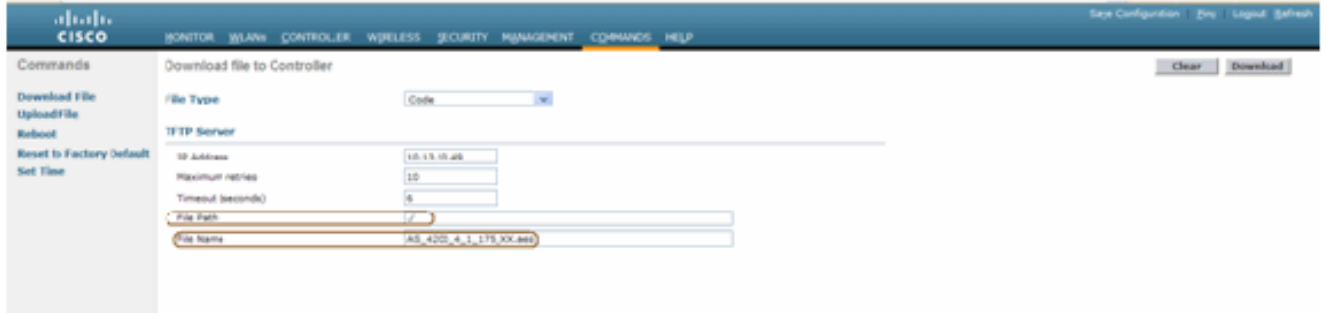 Save Configuration Ping Logout Refresh
CISCO
MONITOR WLANs CONTROLLER WIRELESS SECURITY MANAGEMENT COMMANDS HELP
Commands
Download file to Controller
Clear Download
Download File
File Type Code
Upload File
Reboot
TFTP Server
Reset to Factory Default
IP Address
Set Time
Maximum retries 10
Timeout (seconds) 6
File Path ./
File Name